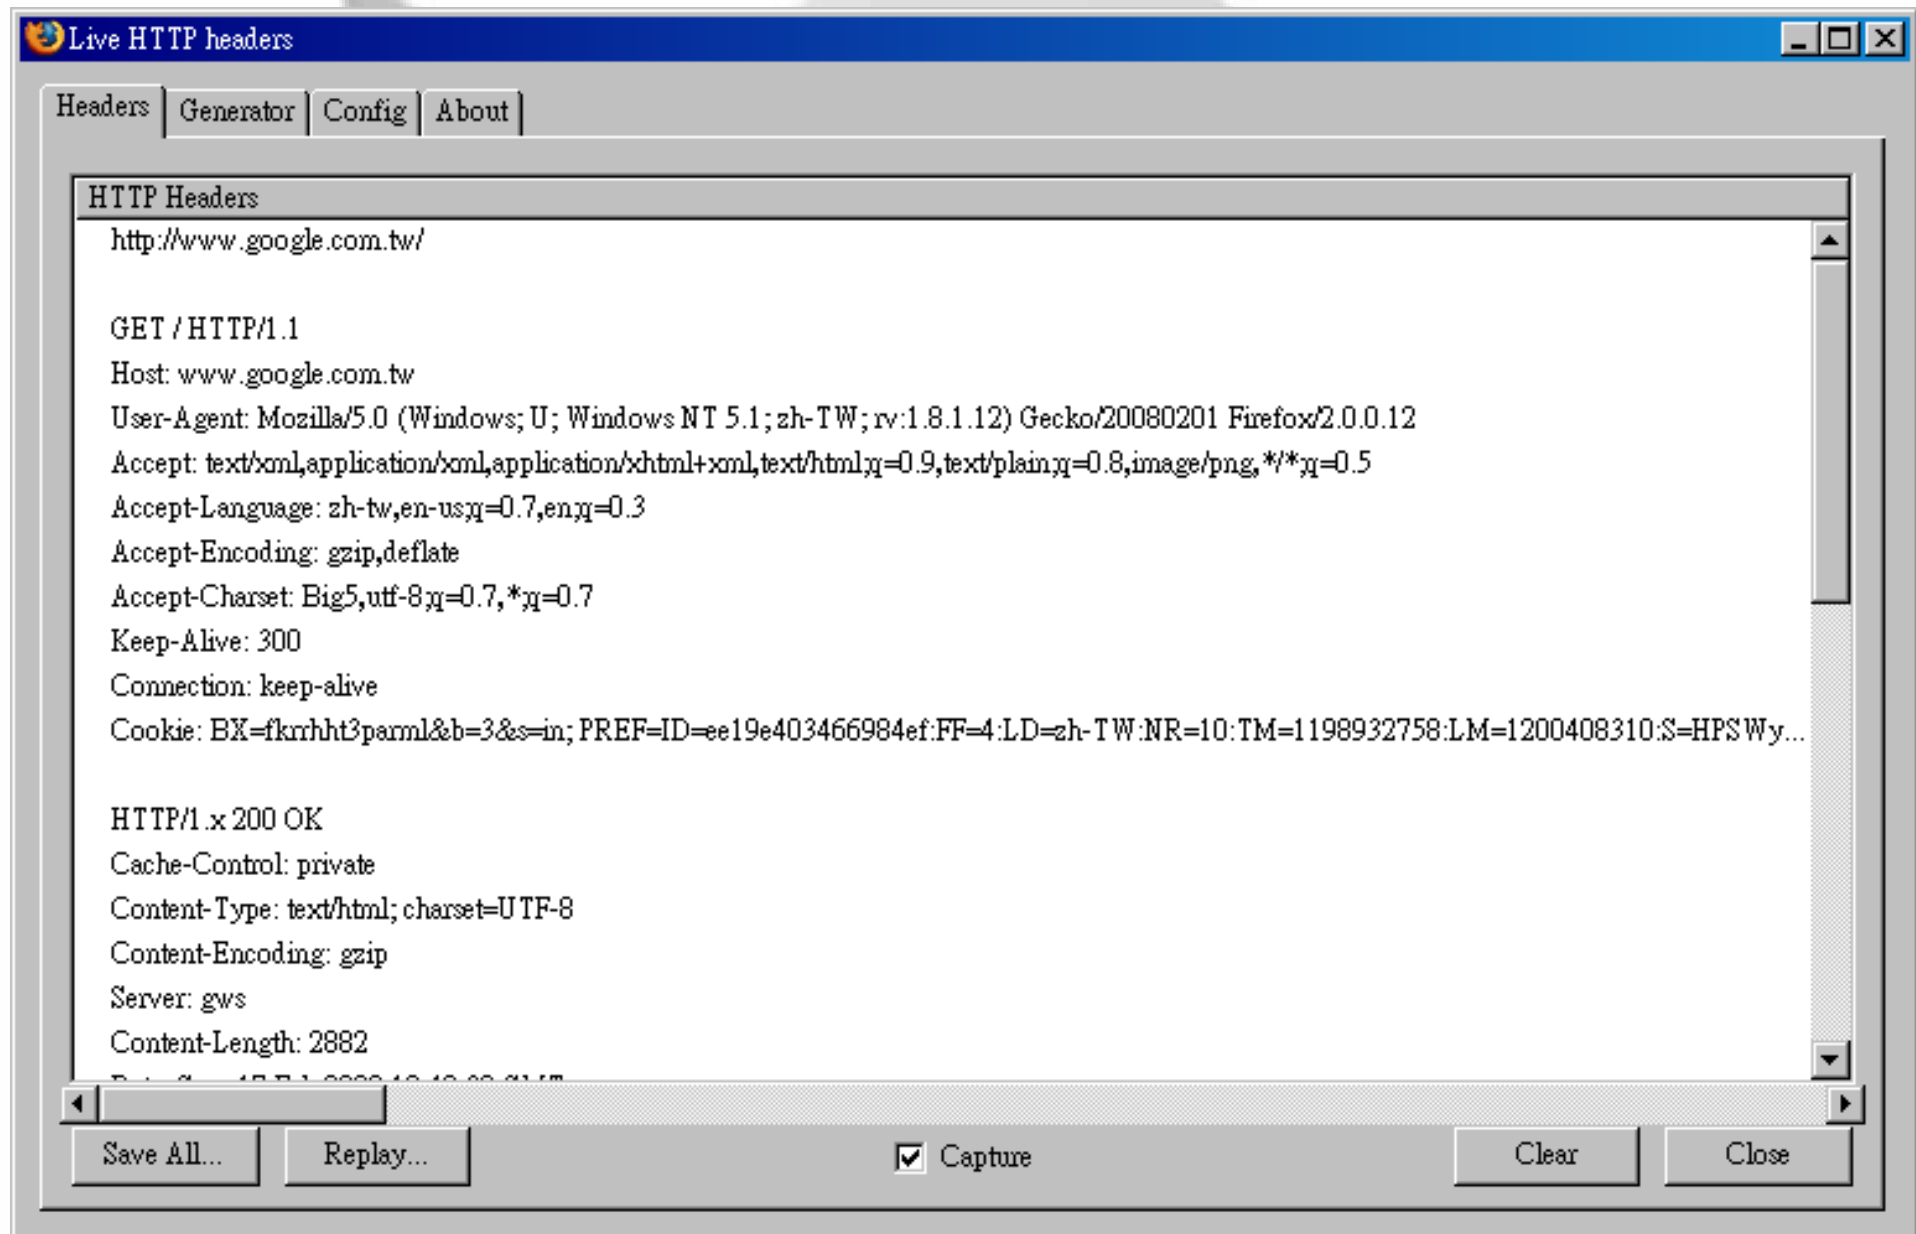 Live HTTP headers
Headers Generator Config About
HTTP Headers
http://www.google.com.tw/
GET / HTTP/1.1
Host: www.google.com.tw
User-Agent: Mozilla/5.0 (Windows; U; Windows NT 5.1; zh-TW; rv:1.8.1.12) Gecko/20080201 Firefox/2.0.0.12
Accept: text/xml,application/xml,application/xhtml+xml,text/html;q=0.9,text/plain;q=0.8,image/png,*/*;q=0.5
Accept-Language: zh-tw,en-us;q=0.7,en;q=0.3
Accept-Encoding: gzip,deflate
Accept-Charset: Big5,utf-8;q=0.7,*;q=0.7
Keep-Alive: 300
Connection: keep-alive
Cookie: BX=fkrrhht3parml&b=3&s=in; PREF=ID=ee19e403466984ef:FF=4:LD=zh-TW:NR=10:TM=1198932758:LM=1200408310:S=HPSWy...
HTTP/1.x 200 OK
Cache-Control: private
Content-Type: text/html; charset=UTF-8
Content-Encoding: gzip
Server: gws
Content-Length: 2882
Save All... Replay... Capture Clear Close